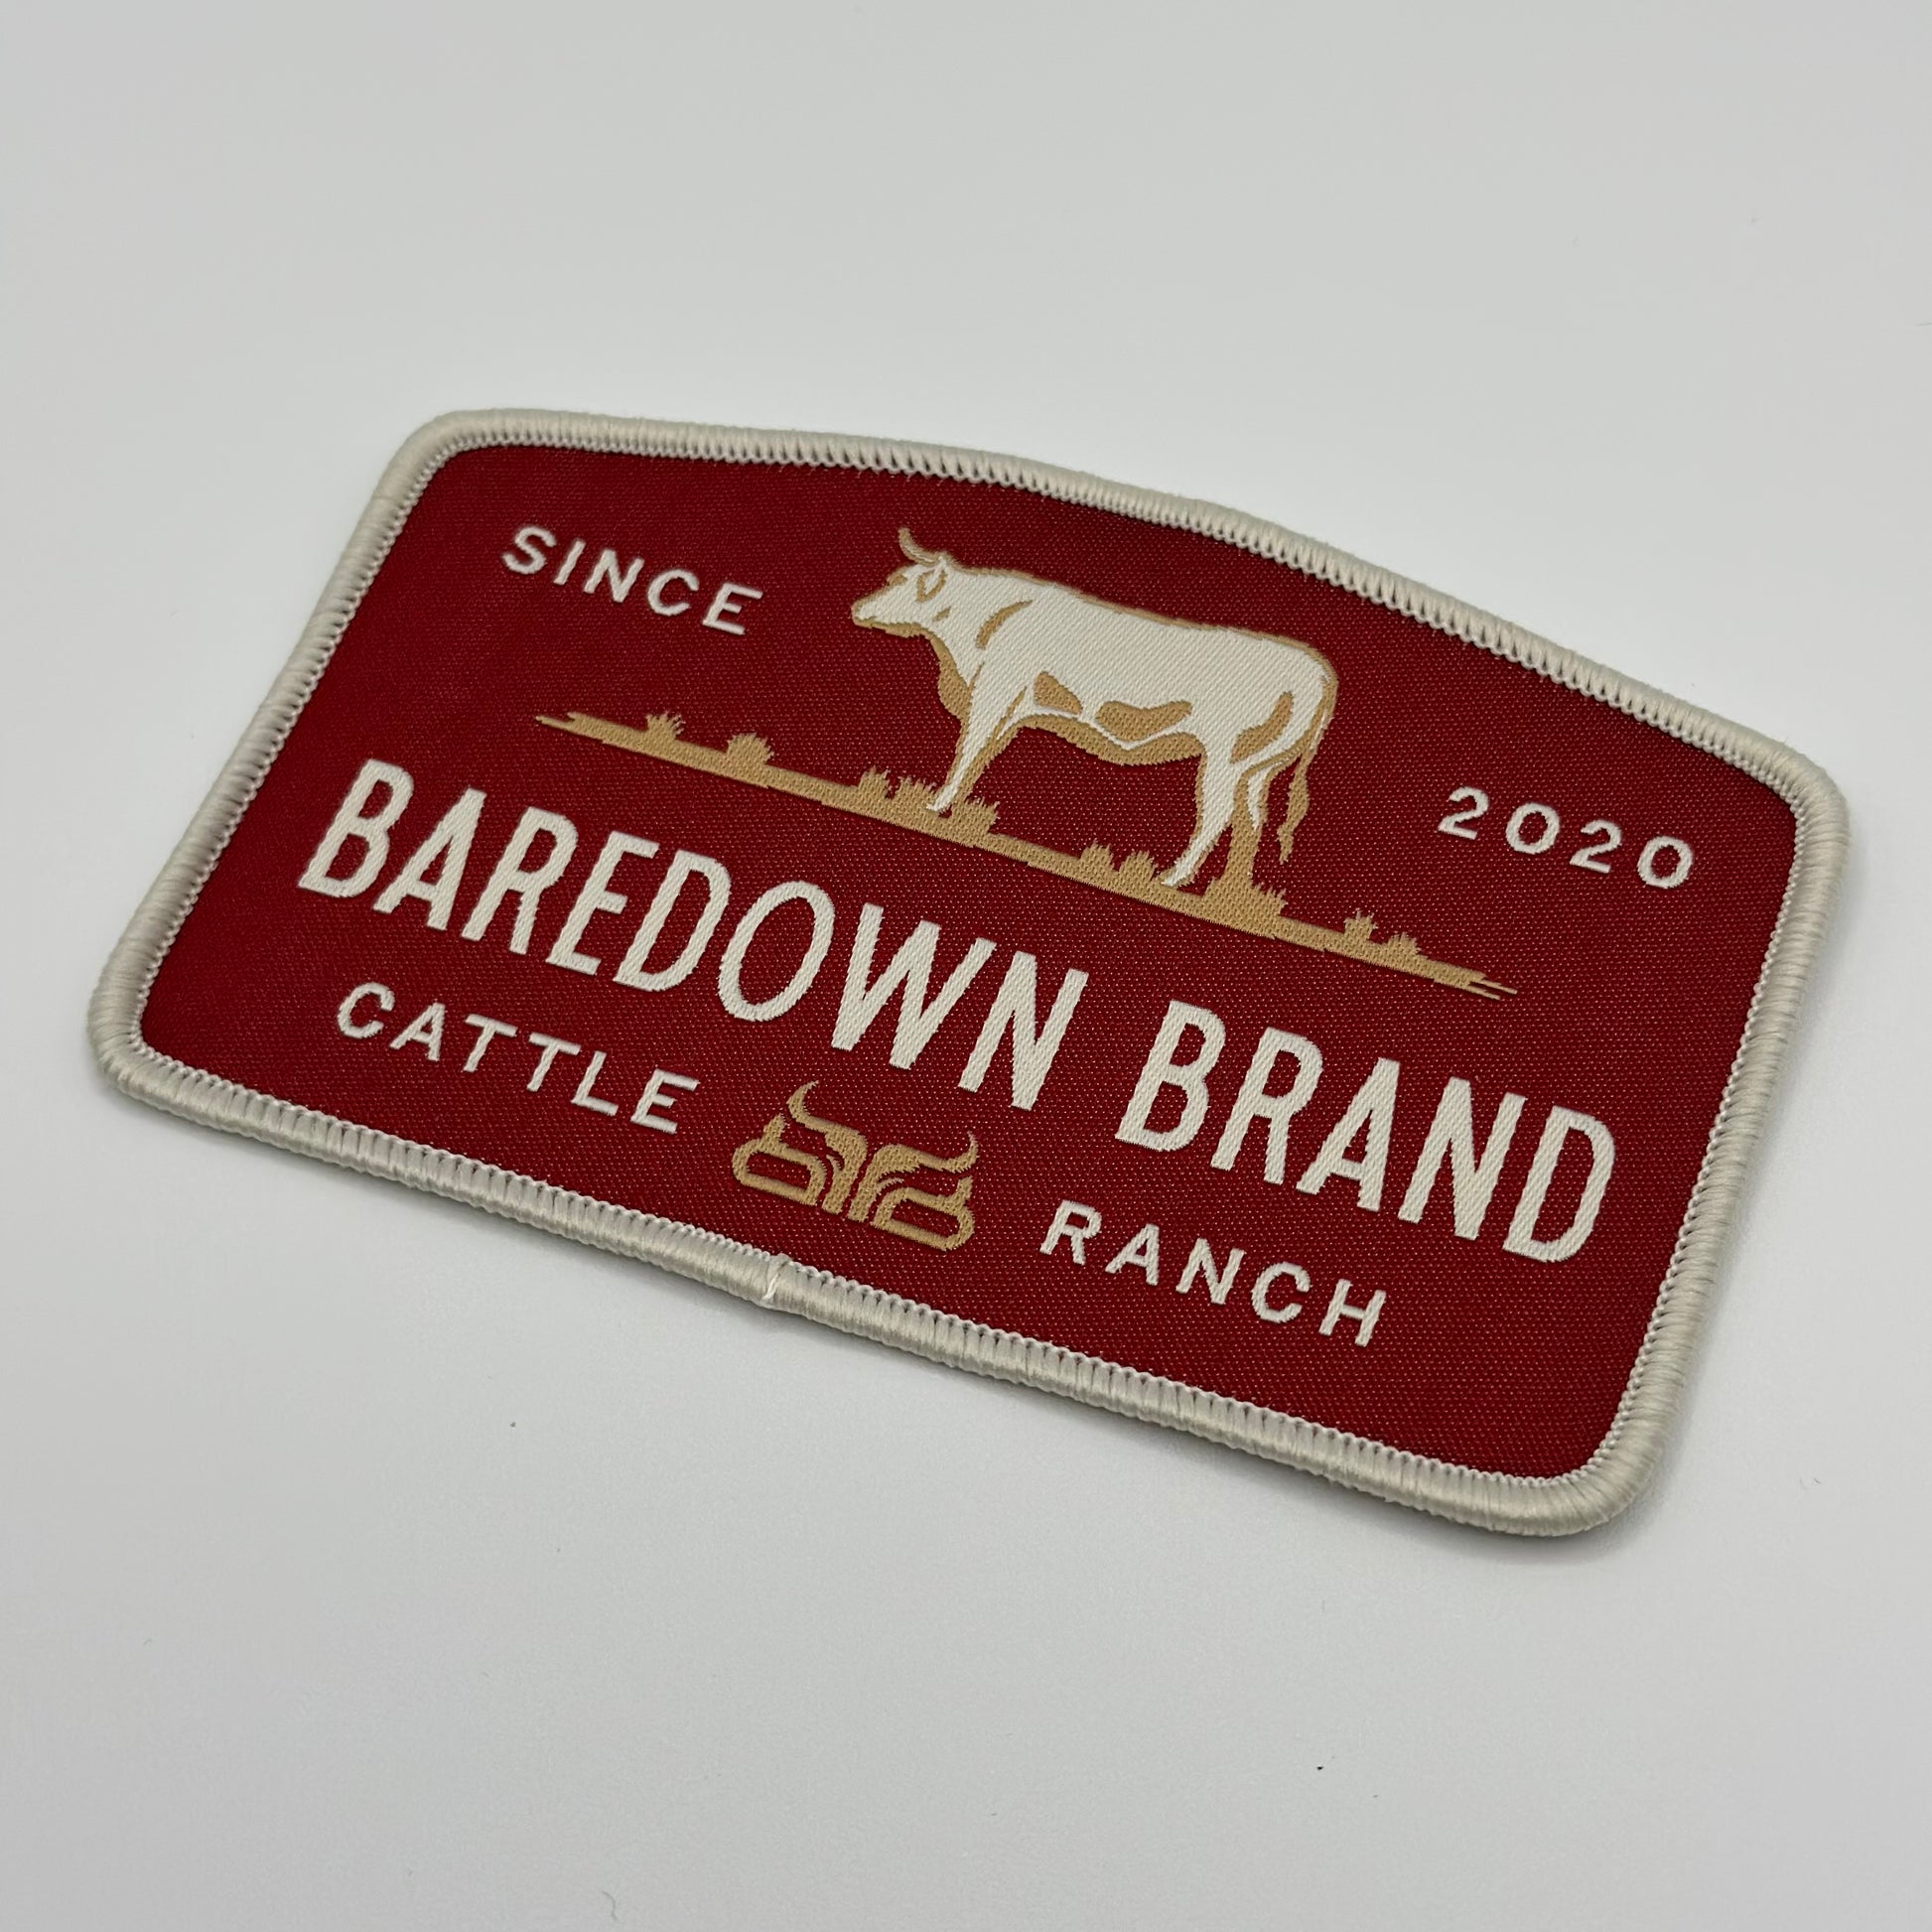 SINCE 2020
BAREDOWN BRAND
CATTLE RANCH